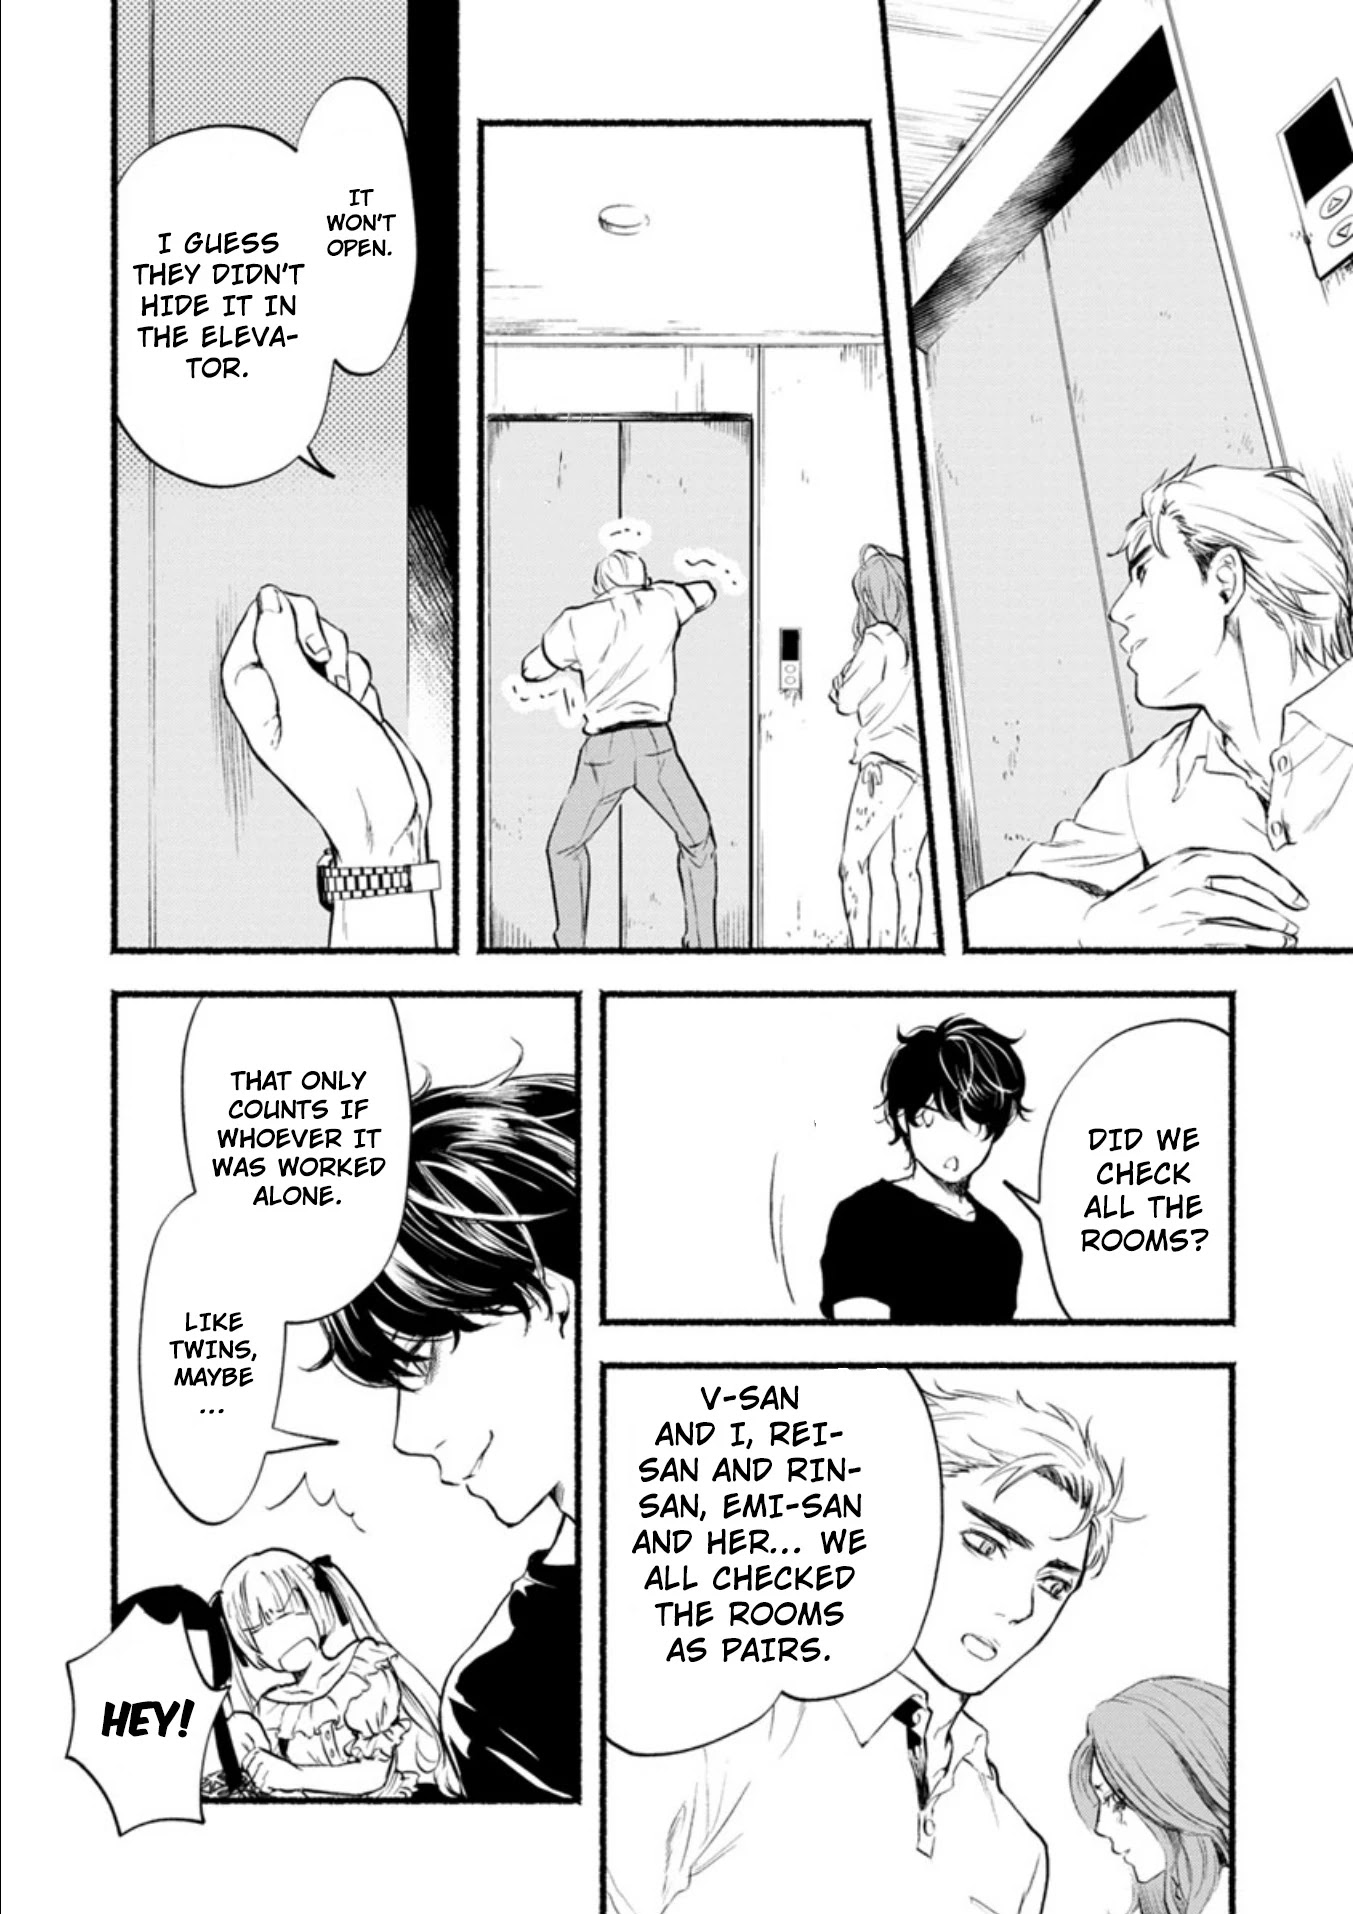 IT
WON'T
OPEN.
I GUESS
THEY DIDN'T
HIDE IT IN
THE ELEVA-
TOR.
DID WE
CHECK
ALL THE
ROOMS?
V-SAN
AND I, REI-
SAN AND RIN-
SAN, EMI-SAN
AND HER... WE
ALL CHECKED
THE ROOMS
AS PAIRS.
THAT ONLY
COUNTS IF
WHOEVER IT
WAS WORKED
ALONE.
LIKE
TWINS,
MAYBE
...
HEY!